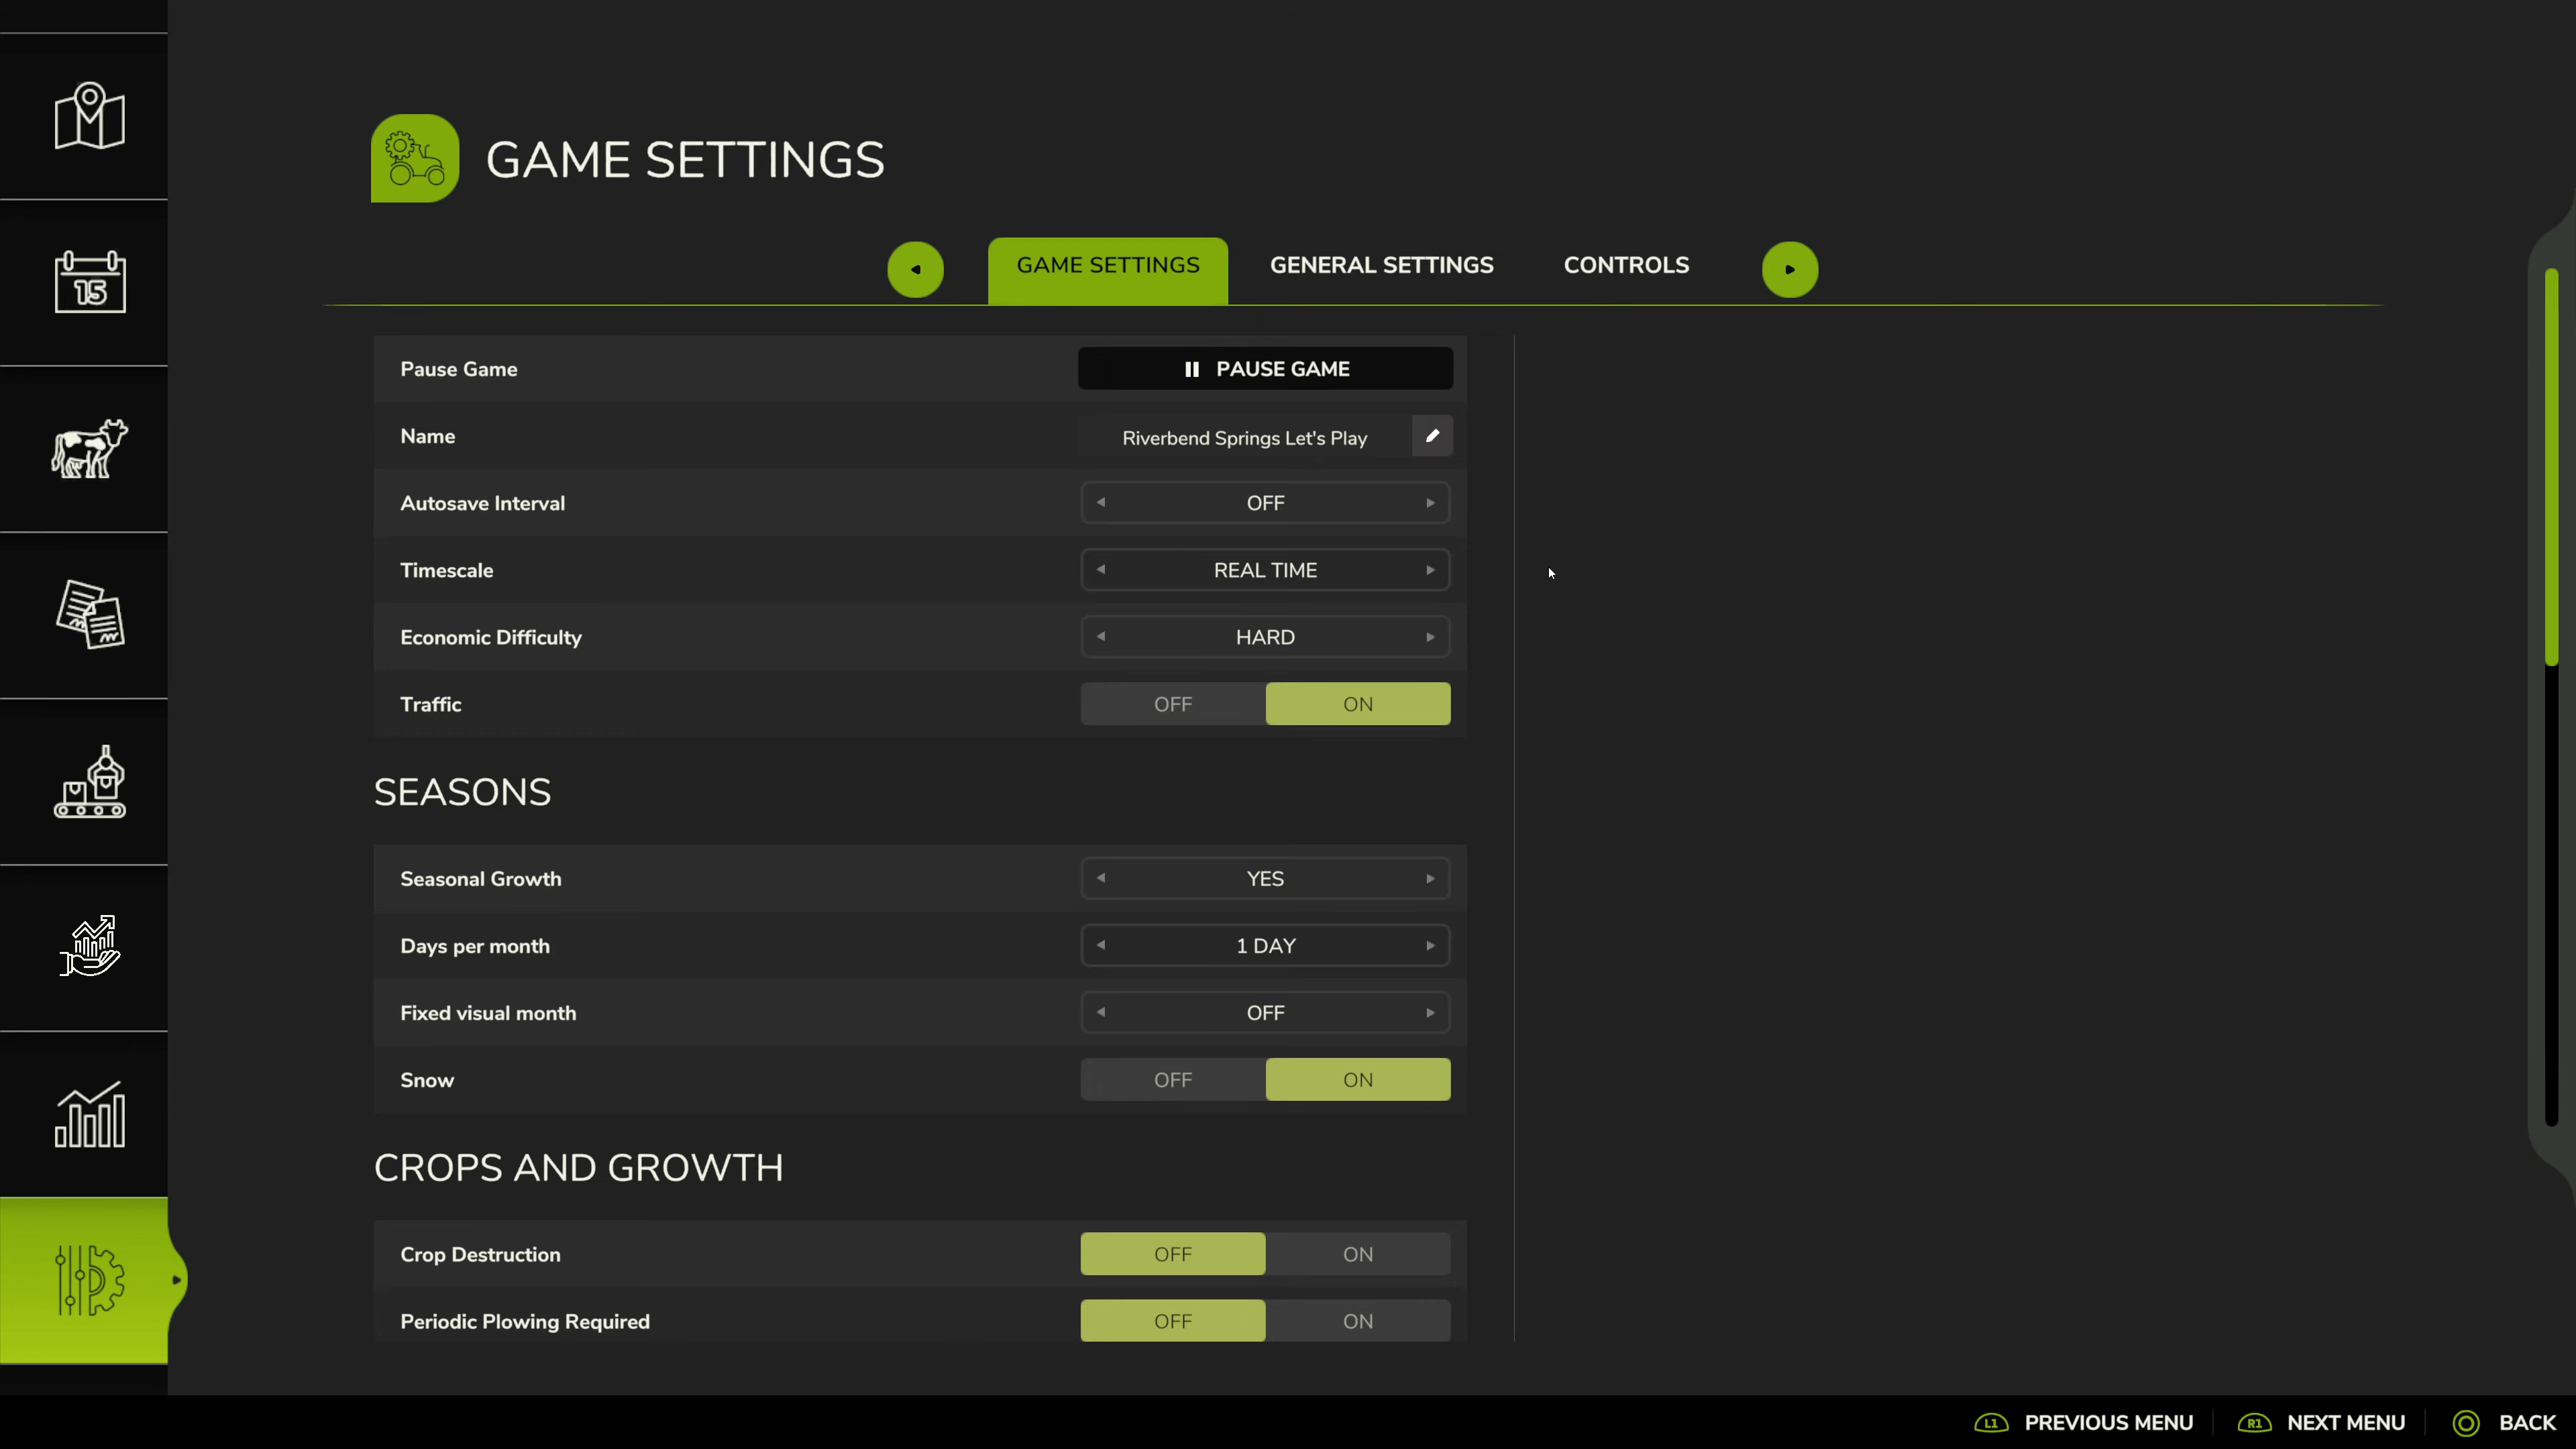 15
GAME SETTINGS
GAME SETTINGS
GENERAL SETTINGS
CONTROLS
Pause Game
PAUSE GAME
Name
Riverbend Springs Let's Play
Autosave Interval
OFF
Timescale
REAL TIME
Economic Difficulty
HARD
Traffic
OFF
ON
SEASONS
Seasonal Growth
YES
Days per month
1 DAY
Fixed visual month
OFF
Snow
OFF
ON
CROPS AND GROWTH
Crop Destruction
OFF
ON
Periodic Plowing Required
OFF
ON
L1 PREVIOUS MENU
R1 NEXT MENU
BACK